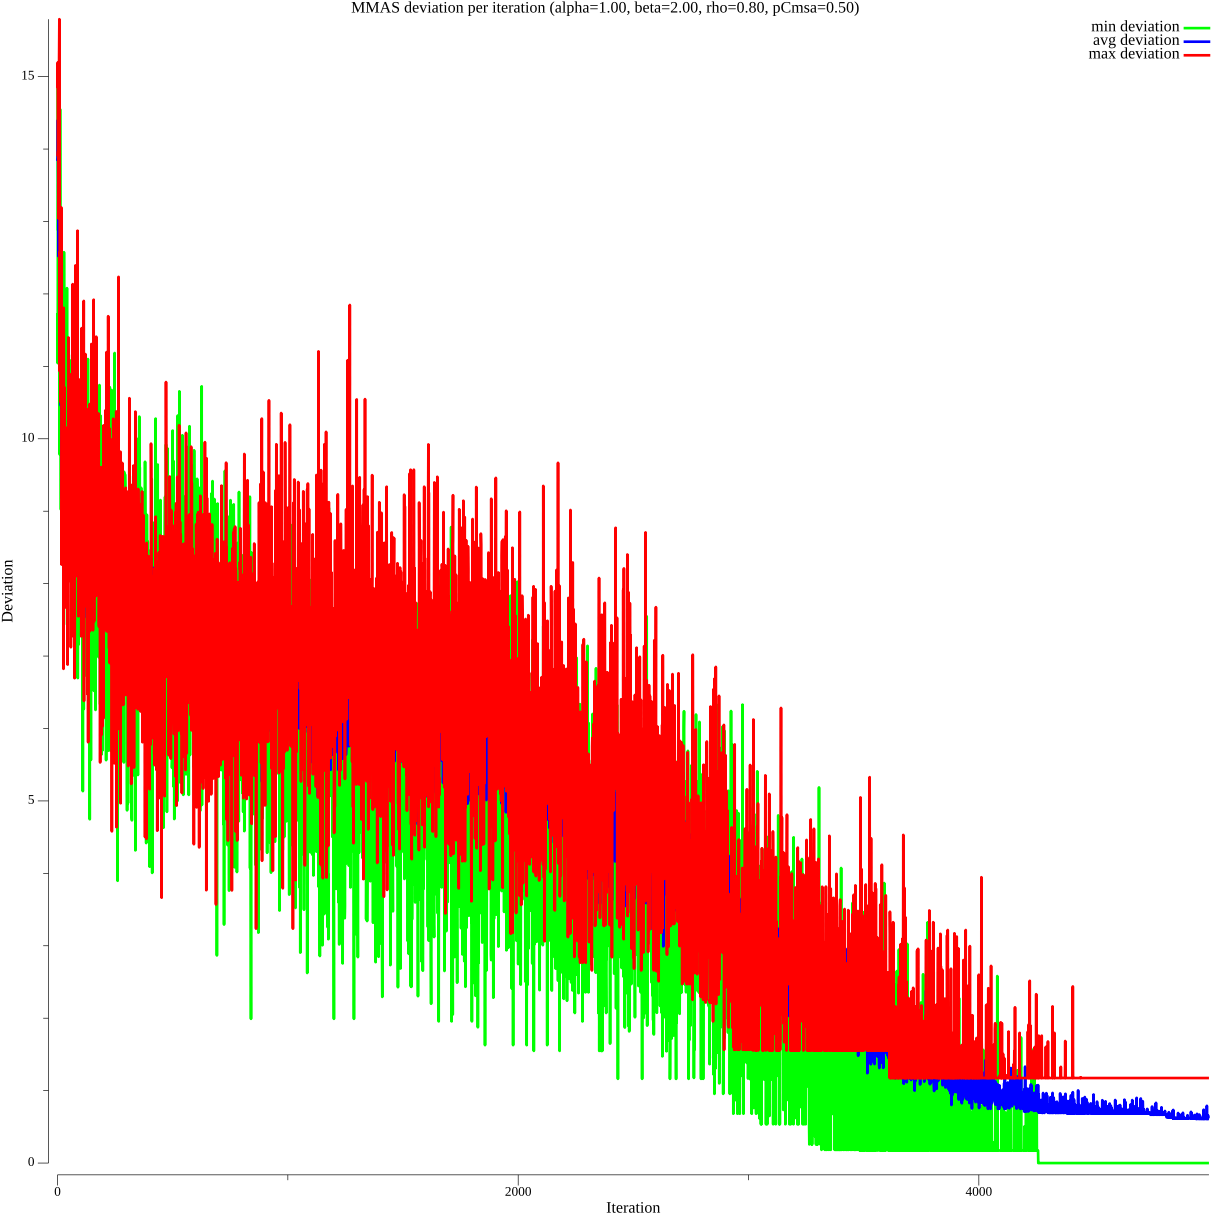 MMAS deviation per iteration (alpha=1.00, beta=2.00, rho=0.80, pCmsa=0.50)
min deviation
avg deviation
max deviation
15
10
5
0
Deviation
0
2000
4000
Iteration